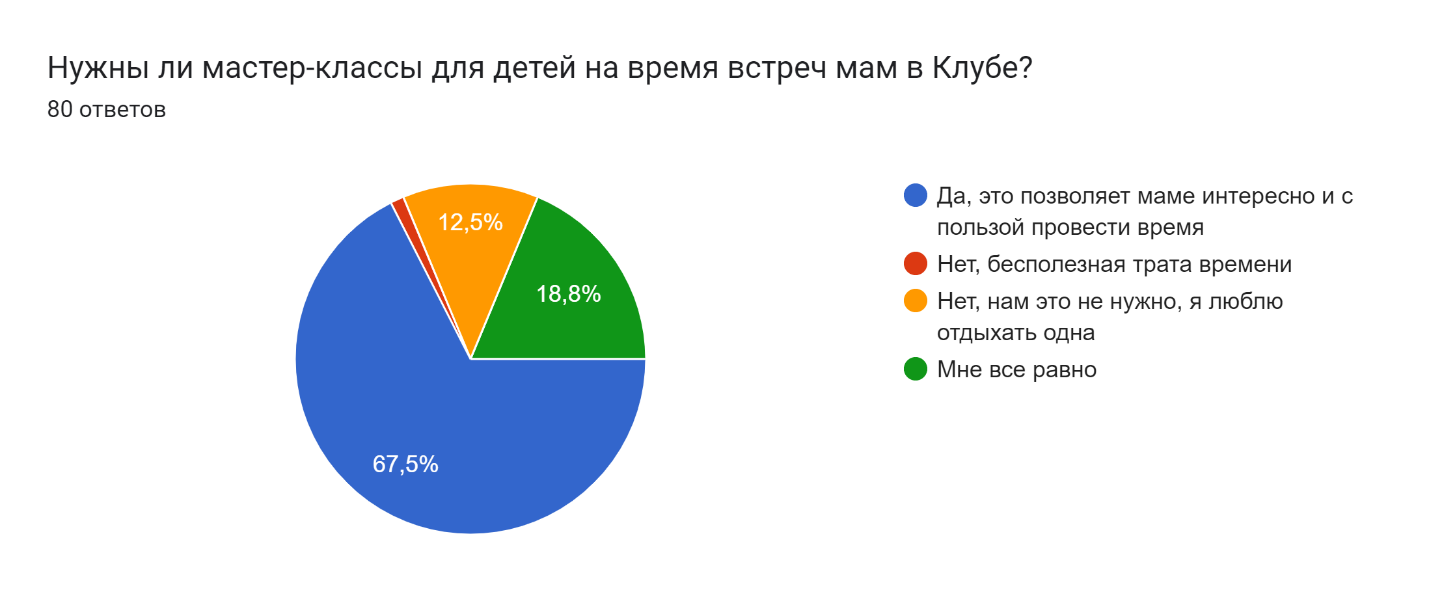 Нужны ли мастер-классы для детей на время встреч мам в Клубе?
80 ответов
12,5%
18,8%
67,5%
Да, это позволяет маме интересно и с
пользой провести время
Нет, бесполезная трата времени
Нет, нам это не нужно, я люблю
отдыхать одна
Мне все равно